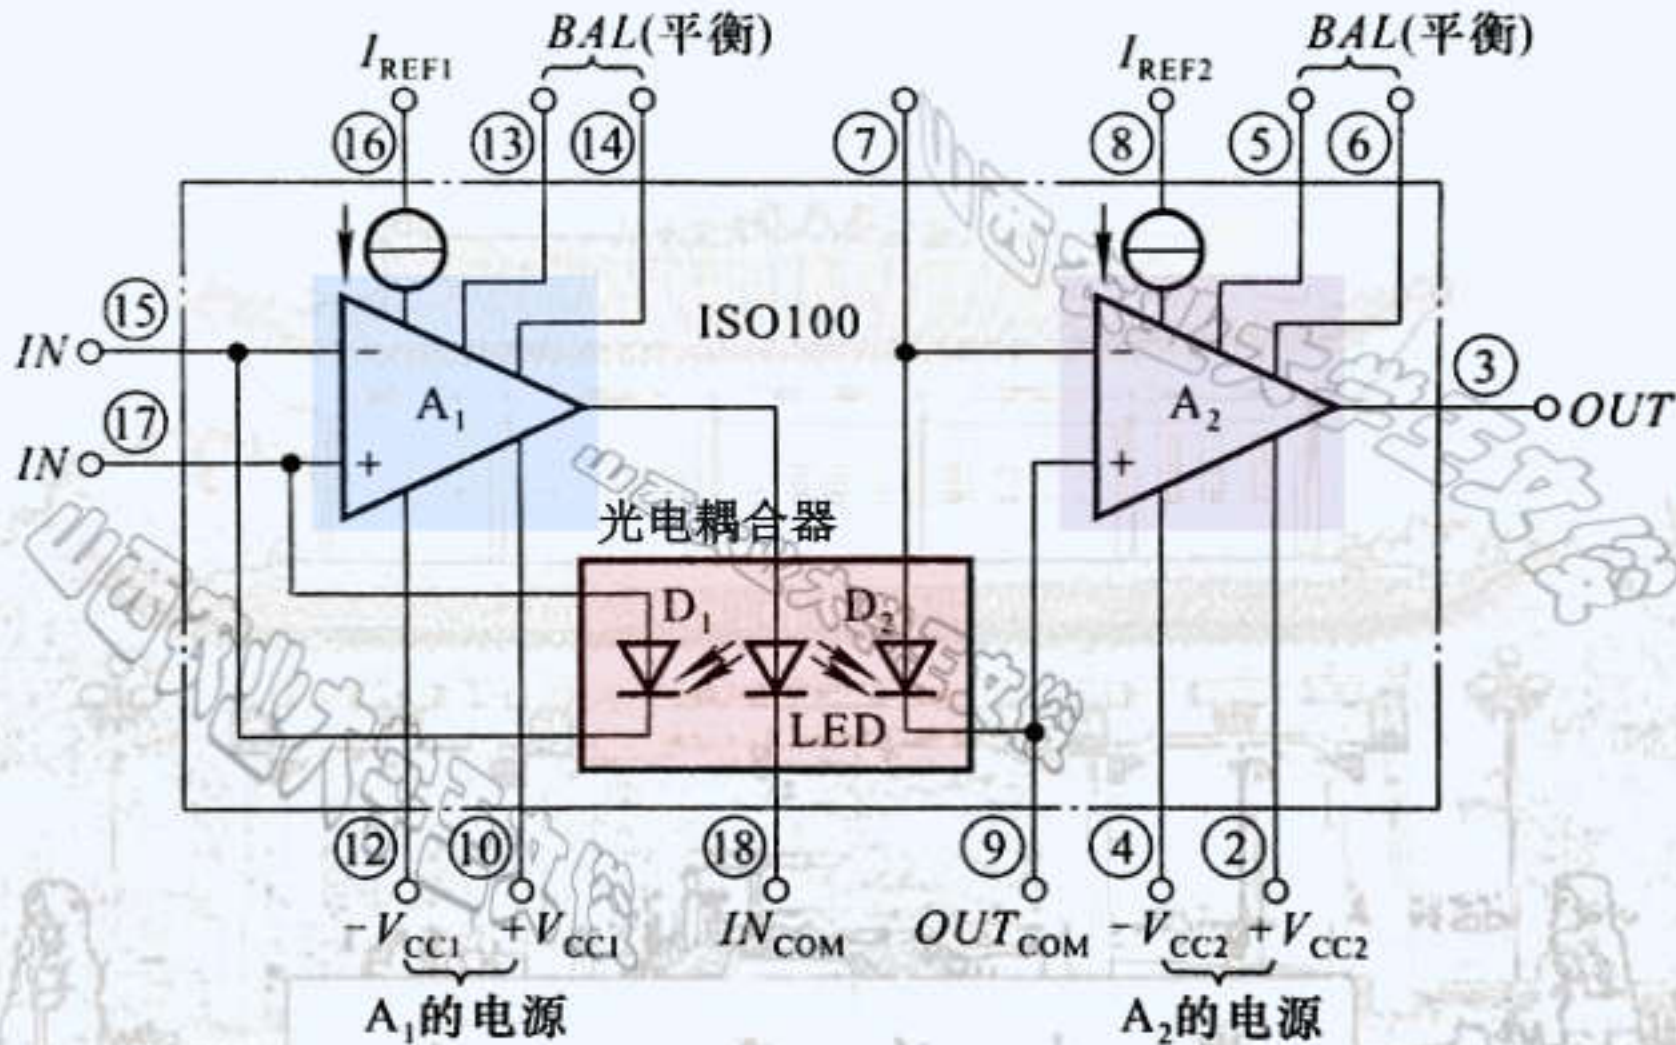 I_REF1 BAL(平衡) I_REF2 BAL(平衡)
⑯ ⑬ ⑭ ⑦ ⑧ ⑤ ⑥
⑮ ISO100
IN − − ③
A₁ A₂ OUT
⑰
IN + +
光电耦合器
D₁ D₂
LED
⑫ ⑩ ⑱ ⑨ ④ ②
−V_CC1 +V_CC1 IN_COM OUT_COM −V_CC2 +V_CC2
A₁的电源 A₂的电源